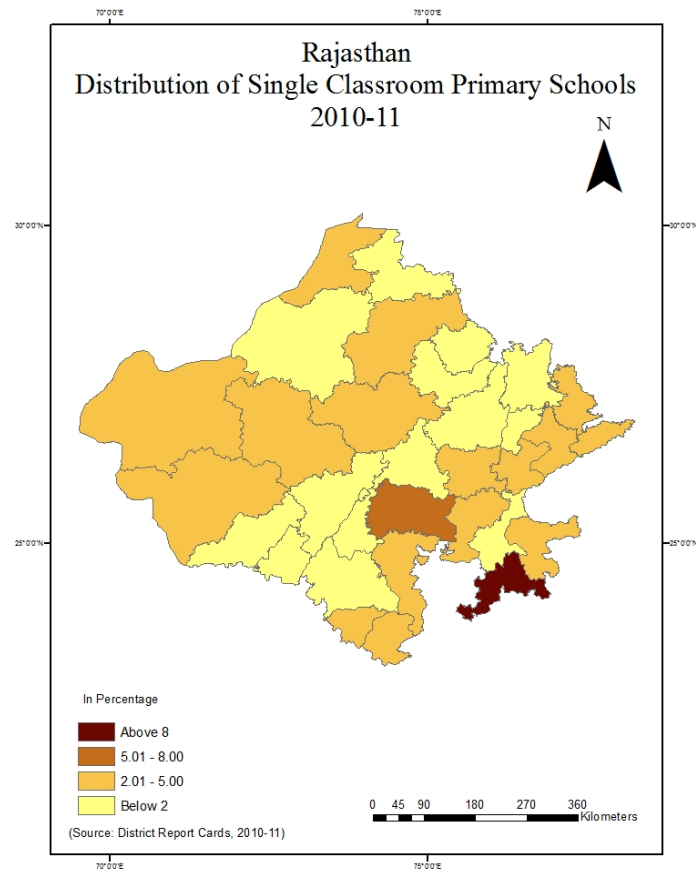 70°0'0"E 75°0'0"E
Rajasthan
Distribution of Single Classroom Primary Schools
2010-11
N
30°0'0"N 30°0'0"N
25°0'0"N 25°0'0"N
In Percentage
Above 8
5.01 - 8.00
2.01 - 5.00
Below 2
(Source: District Report Cards, 2010-11)
0 45 90 180 270 360
Kilometers
70°0'0"E 75°0'0"E